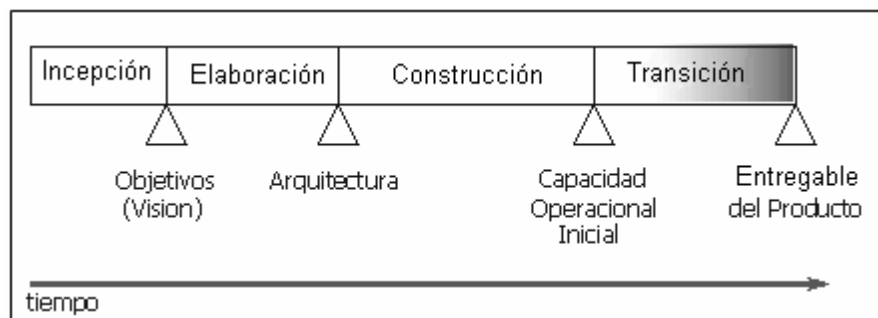 Incepción
Elaboración
Construcción
Transición
Objetivos
(Vision)
Arquitectura
Capacidad
Operacional
Inicial
Entregable
del Producto
tiempo